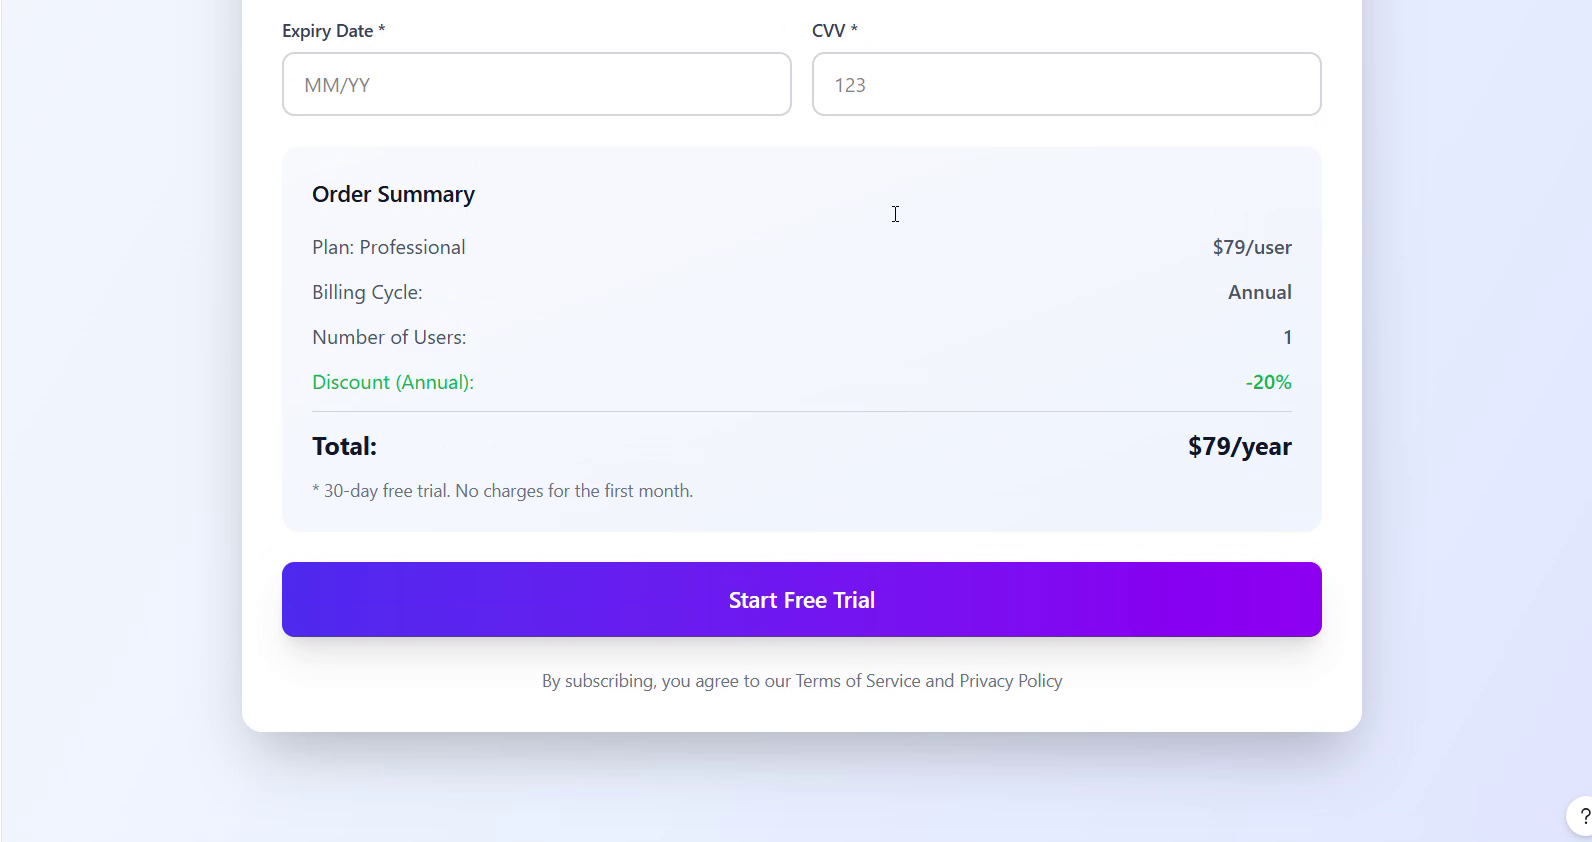 Expiry Date * CVV *
MM/YY 123
Order Summary
Plan: Professional $79/user
Billing Cycle: Annual
Number of Users: 1
Discount (Annual): -20%
Total: $79/year
* 30-day free trial. No charges for the first month.
Start Free Trial
By subscribing, you agree to our Terms of Service and Privacy Policy
?